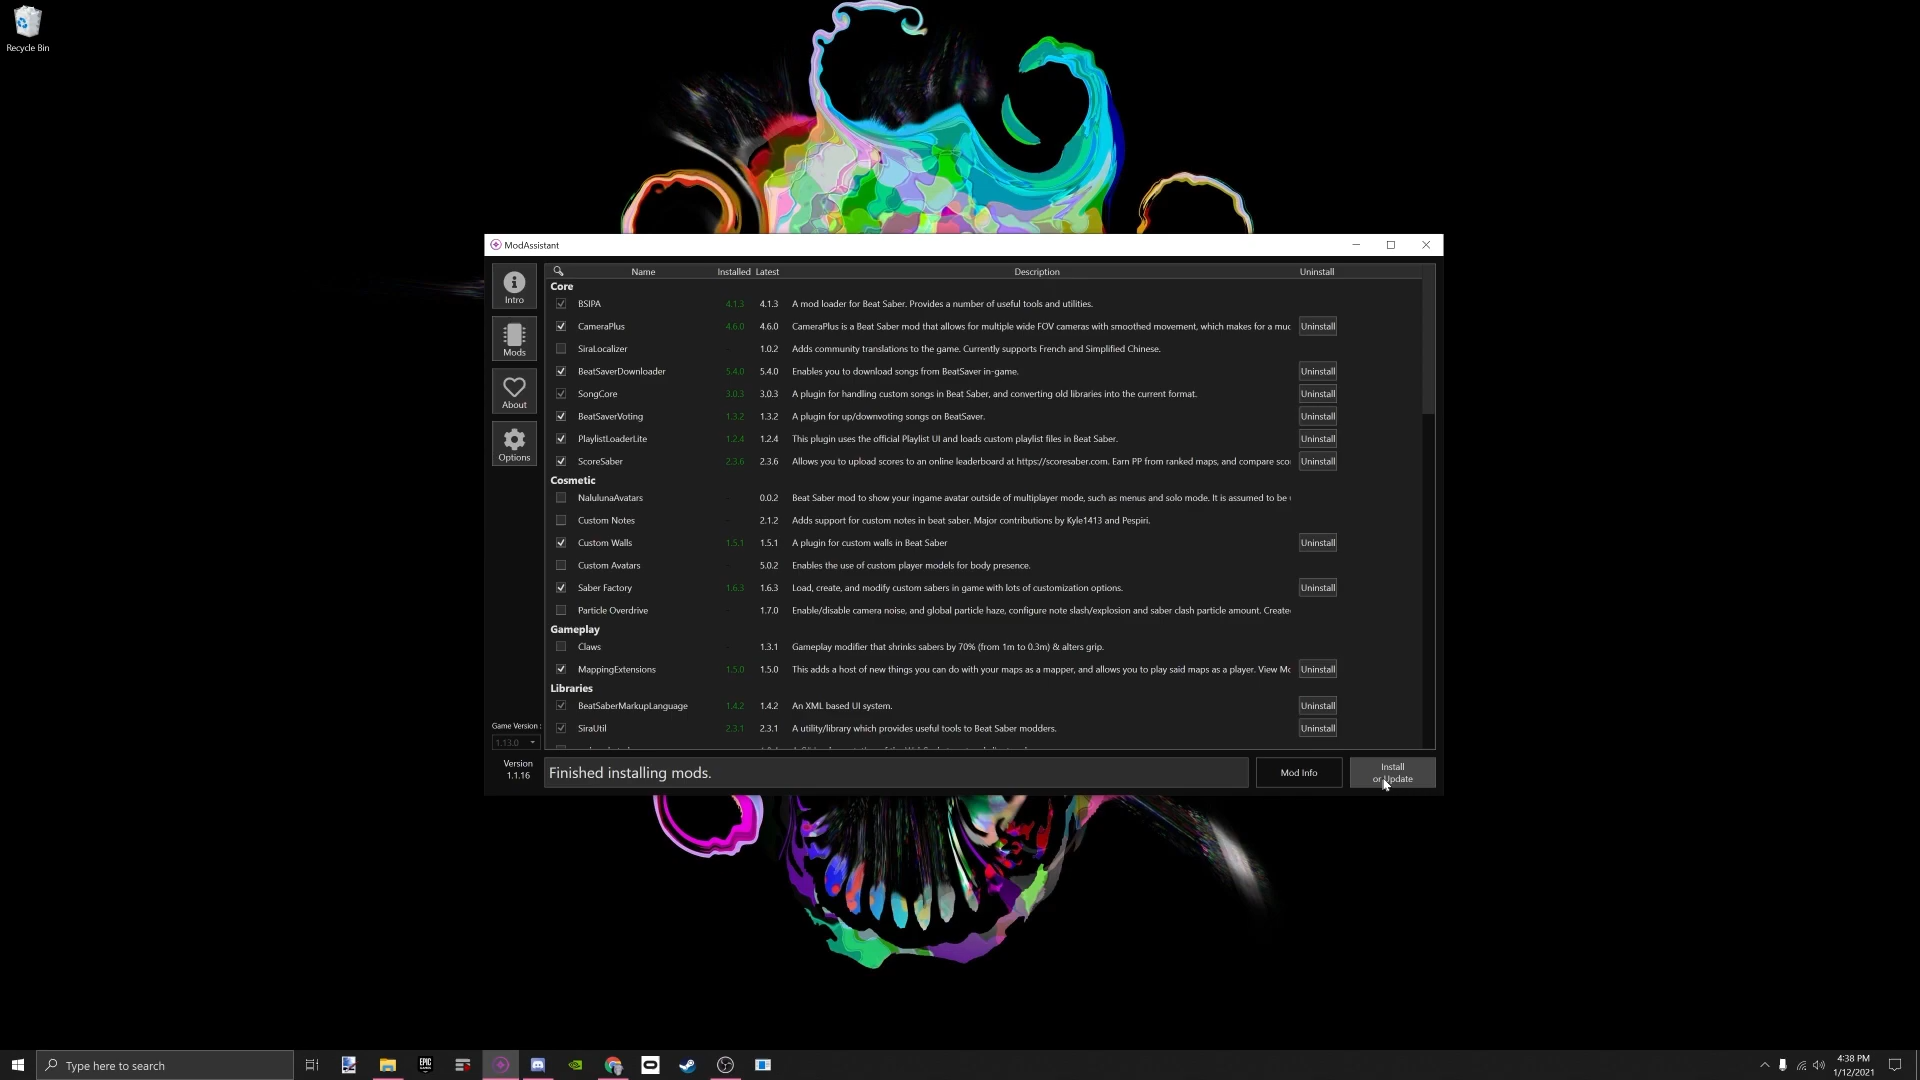 Recycle Bin
ModAssistant
Name Installed Latest Description Uninstall
Core
BSIPA 4.1.3 4.1.3 A mod loader for Beat Saber. Provides a number of useful tools and utilities.
CameraPlus 4.6.0 4.6.0 CameraPlus is a Beat Saber mod that allows for multiple wide FOV cameras with smoothed movement, which makes for a muc Uninstall
SiraLocalizer 1.0.2 Adds community translations to the game. Currently supports French and Simplified Chinese.
BeatSaverDownloader 5.4.0 5.4.0 Enables you to download songs from BeatSaver in-game. Uninstall
SongCore 3.0.3 3.0.3 A plugin for handling custom songs in Beat Saber, and converting old libraries into the current format. Uninstall
BeatSaverVoting 1.3.2 1.3.2 A plugin for up/downvoting songs on BeatSaver. Uninstall
PlaylistLoaderLite 1.2.4 1.2.4 This plugin uses the official Playlist UI and loads custom playlist files in Beat Saber. Uninstall
ScoreSaber 2.3.6 2.3.6 Allows you to upload scores to an online leaderboard at https://scoresaber.com. Earn PP from ranked maps, and compare sco Uninstall
Cosmetic
NalulunaAvatars 0.0.2 Beat Saber mod to show your ingame avatar outside of multiplayer mode, such as menus and solo mode. It is assumed to be
Custom Notes 2.1.2 Adds support for custom notes in beat saber. Major contributions by Kyle1413 and Pespiri.
Custom Walls 1.5.1 1.5.1 A plugin for custom walls in Beat Saber Uninstall
Custom Avatars 5.0.2 Enables the use of custom player models for body presence.
Saber Factory 1.6.3 1.6.3 Load, create, and modify custom sabers in game with lots of customization options. Uninstall
Particle Overdrive 1.7.0 Enable/disable camera noise, and global particle haze, configure note slash/explosion and saber clash particle amount. Create
Gameplay
Claws 1.3.1 Gameplay modifier that shrinks sabers by 70% (from 1m to 0.3m) & alters grip.
MappingExtensions 1.5.0 1.5.0 This adds a host of new things you can do with your maps as a mapper, and allows you to play said maps as a player. View Mo Uninstall
Libraries
BeatSaberMarkupLanguage 1.4.2 1.4.2 An XML based UI system. Uninstall
SiraUtil 2.3.1 2.3.1 A utility/library which provides useful tools to Beat Saber modders. Uninstall
Intro
Mods
About
Options
Game Version :
1.13.0
Version
1.1.16
Finished installing mods.
Mod Info
Install
or Update
Type here to search
EPIC
GAMES
4:38 PM
1/12/2021